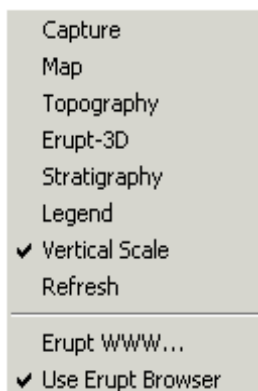 Capture
Map
Topography
Erupt-3D
Stratigraphy
Legend
Vertical Scale
Refresh
Erupt WWW...
Use Erupt Browser